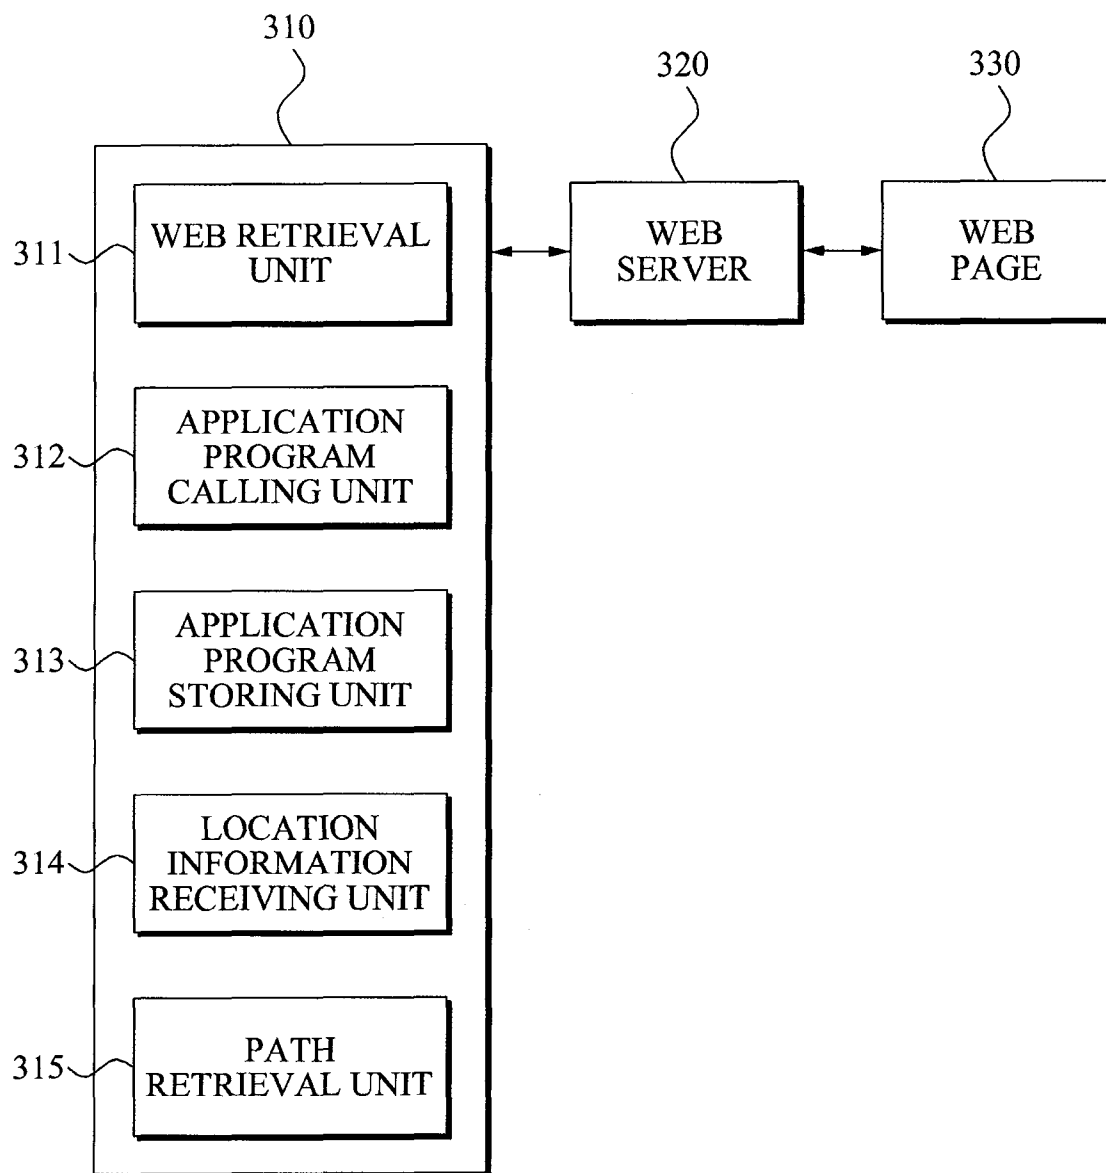 310
320
330
311
WEB RETRIEVAL
UNIT
WEB
SERVER
WEB
PAGE
312
APPLICATION
PROGRAM
CALLING UNIT
313
APPLICATION
PROGRAM
STORING UNIT
314
LOCATION
INFORMATION
RECEIVING UNIT
315
PATH
RETRIEVAL UNIT